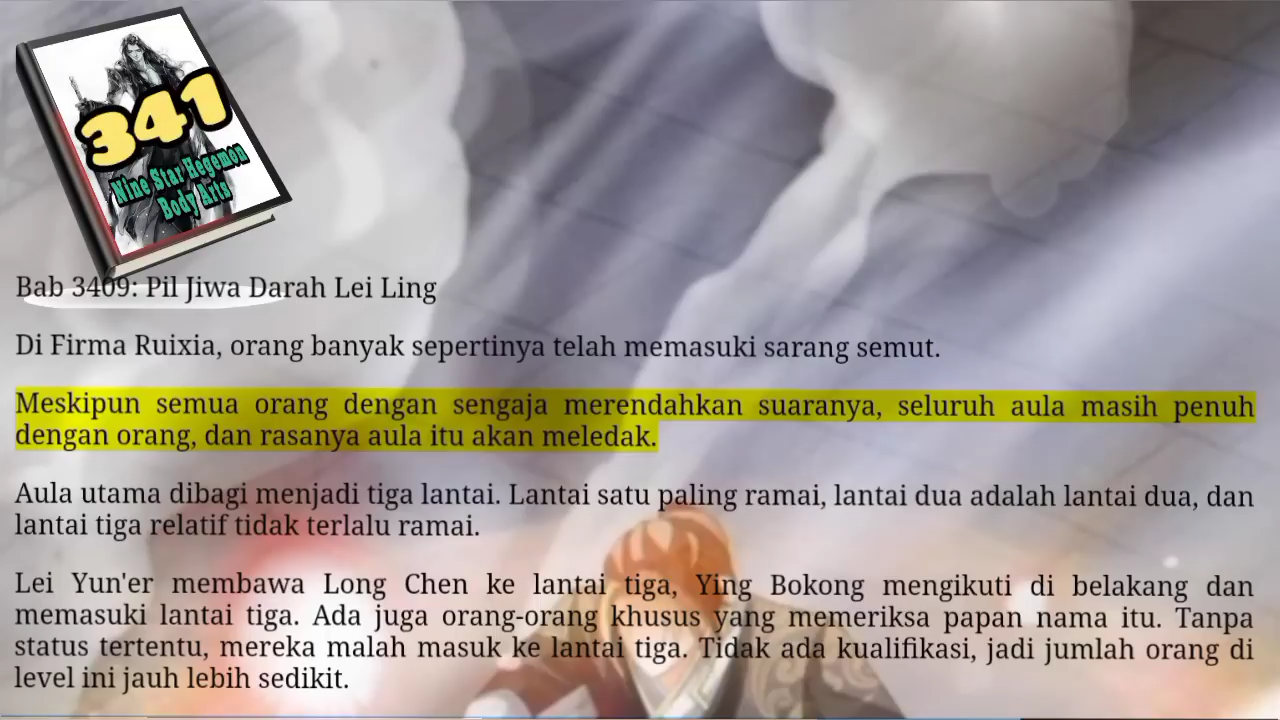 341
Nine Star Hegemon
Body Arts
Bab 3409: Pil Jiwa Darah Lei Ling
Di Firma Ruixia, orang banyak sepertinya telah memasuki sarang semut.
Meskipun semua orang dengan sengaja merendahkan suaranya, seluruh aula masih penuh
dengan orang, dan rasanya aula itu akan meledak.
Aula utama dibagi menjadi tiga lantai. Lantai satu paling ramai, lantai dua adalah lantai dua, dan
lantai tiga relatif tidak terlalu ramai.
Lei Yun'er membawa Long Chen ke lantai tiga, Ying Bokong mengikuti di belakang dan
memasuki lantai tiga. Ada juga orang-orang khusus yang memeriksa papan nama itu. Tanpa
status tertentu, mereka malah masuk ke lantai tiga. Tidak ada kualifikasi, jadi jumlah orang di
level ini jauh lebih sedikit.